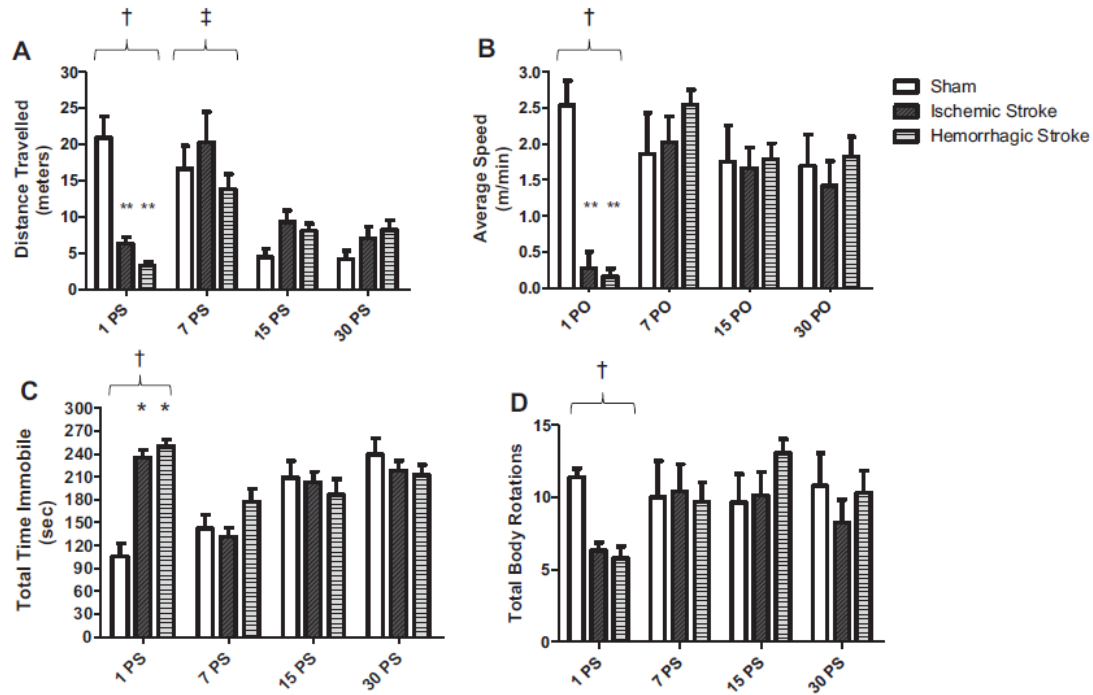 †
‡
A
Distance Travelled
(meters)
30
25
20
15
10
5
0
**
**
1 PS
7 PS
15 PS
30 PS
†
B
Average Speed
(m/min)
3.0
2.5
2.0
1.5
1.0
0.5
0.0
**
**
1 PO
7 PO
15 PO
30 PO
Sham
Ischemic Stroke
Hemorrhagic Stroke
†
C
Total Time Immobile
(sec)
300
270
240
210
180
150
120
90
60
30
0
*
*
1 PS
7 PS
15 PS
30 PS
†
D
Total Body Rotations
15
10
5
0
1 PS
7 PS
15 PS
30 PS